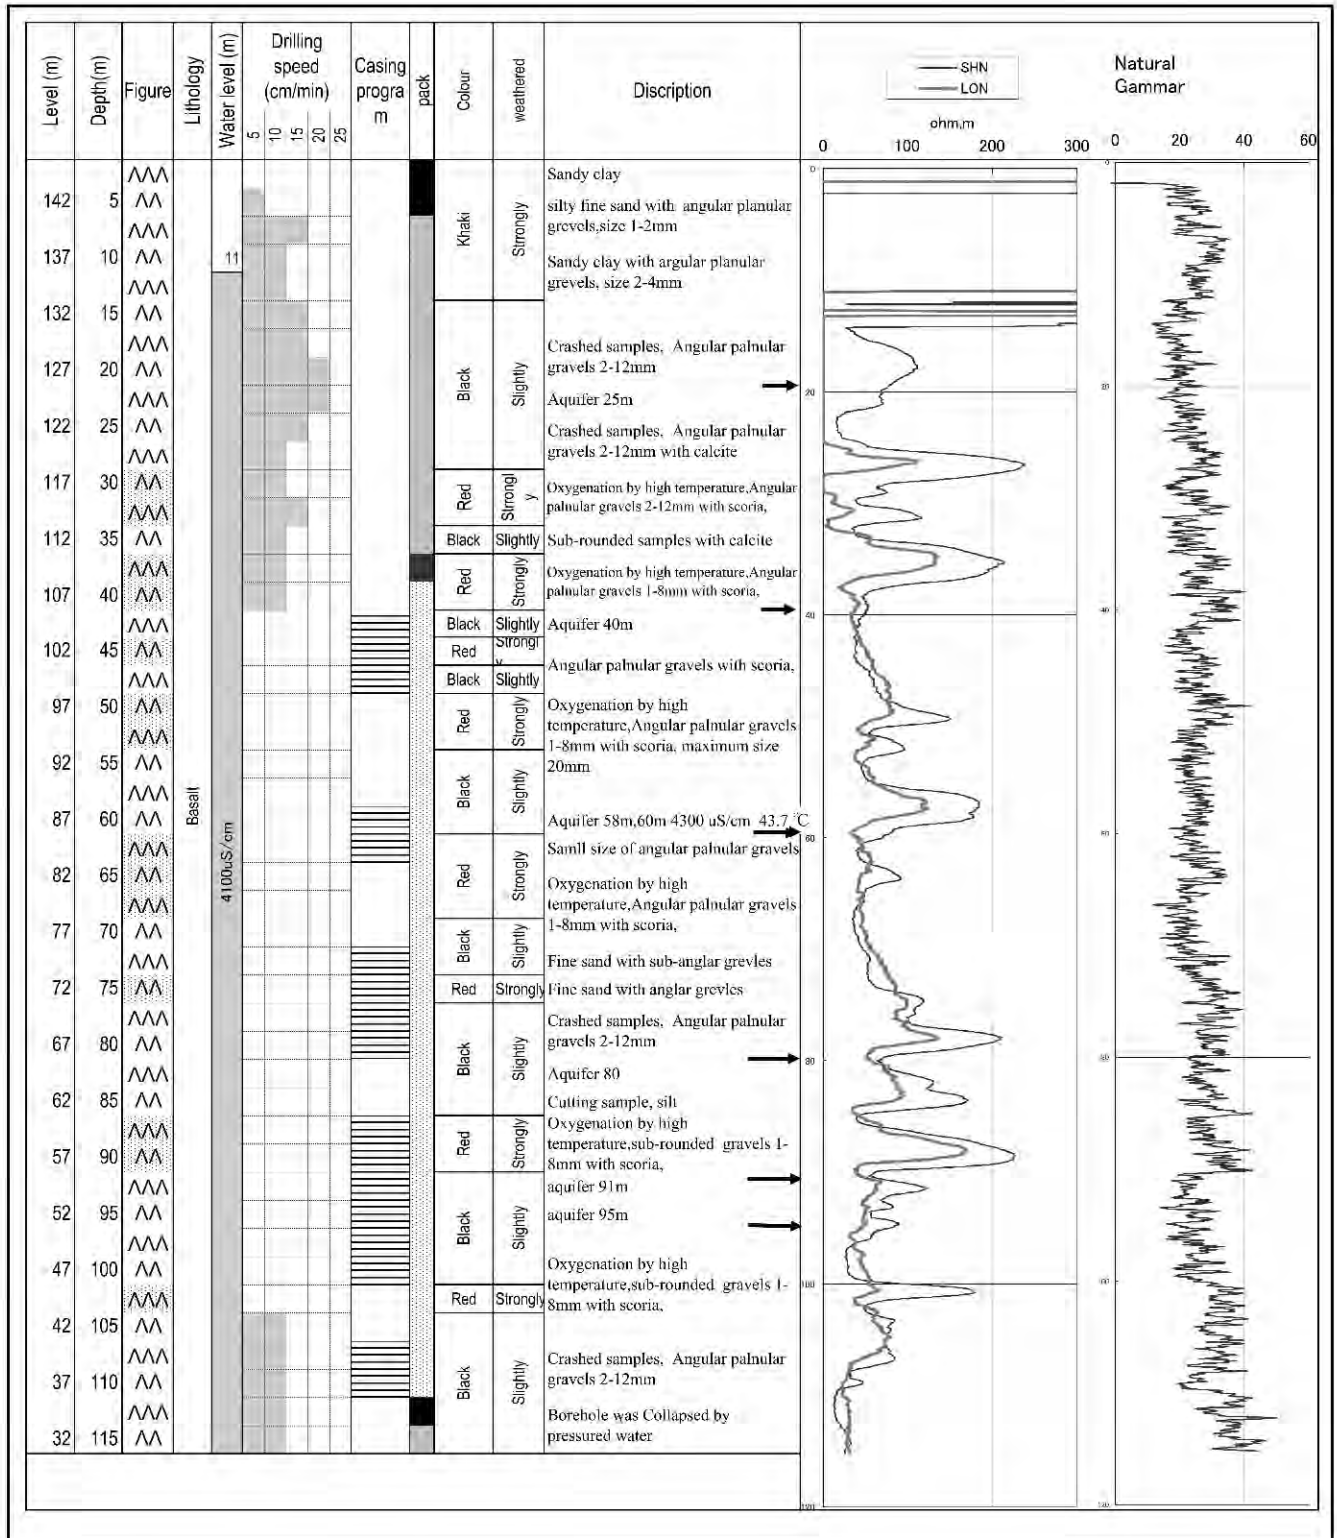 Level (m)
Depth(m)
Figure
Lithology
Water level (m)
Drilling
speed
(cm/min)
5 10 15 20 25
Casing
progra
m
pack
Colour
weathered
Discription
SHN
LON
ohm.m
0 100 200 300
Natural
Gammar
0 20 40 60
142 5
137 10
132 15
127 20
122 25
117 30
112 35
107 40
102 45
97 50
92 55
87 60
82 65
77 70
72 75
67 80
62 85
57 90
52 95
47 100
42 105
37 110
32 115
Basalt
11
4100uS/cm
Khaki Strrongly
Black Slightly
Red Strrongl
y
Black Slightly
Red Strongly
Black Slightly
Red Strongl
Black Slightly
Red Strongly
Black Slightly
Red Strongly
Black Slightly
Red Strongly
Black Slightly
Red Strongly
Black Slightly
Red Strongly
Black Slightly
Sandy clay
silty fine sand with angular planular
grevels,size 1-2mm
Sandy clay with argular planular
grevels, size 2-4mm
Crashed samples, Angular palnular
gravels 2-12mm
Aquifer 25m
Crashed samples, Angular palnular
gravels 2-12mm with calcite
Oxygenation by high temperature,Angular
palnular gravels 2-12mm with scoria,
Sub-rounded samples with calcite
Oxygenation by high temperature,Angular
palnular gravels 1-8mm with scoria,
Aquifer 40m
Angular palnular gravels with scoria,
Oxygenation by high
temperature,Angular palnular gravels
1-8mm with scoria, maximum size
20mm
Aquifer 58m,60m 4300 uS/cm 43.7 ℃
Samll size of angular palnular gravels
Oxygenation by high
temperature,Angular palnular gravels
1-8mm with scoria,
Fine sand with sub-anglar grevles
Fine sand with anglar grevles
Crashed samples, Angular palnular
gravels 2-12mm
Aquifer 80
Cutting sample, silt
Oxygenation by high
temperature,sub-rounded gravels 1-
8mm with scoria,
aquifer 91m
aquifer 95m
Oxygenation by high
temperature,sub-rounded gravels 1-
8mm with scoria,
Crashed samples, Angular palnular
gravels 2-12mm
Borehole was Collapsed by
pressured water
0
20
40
60
80
100
120